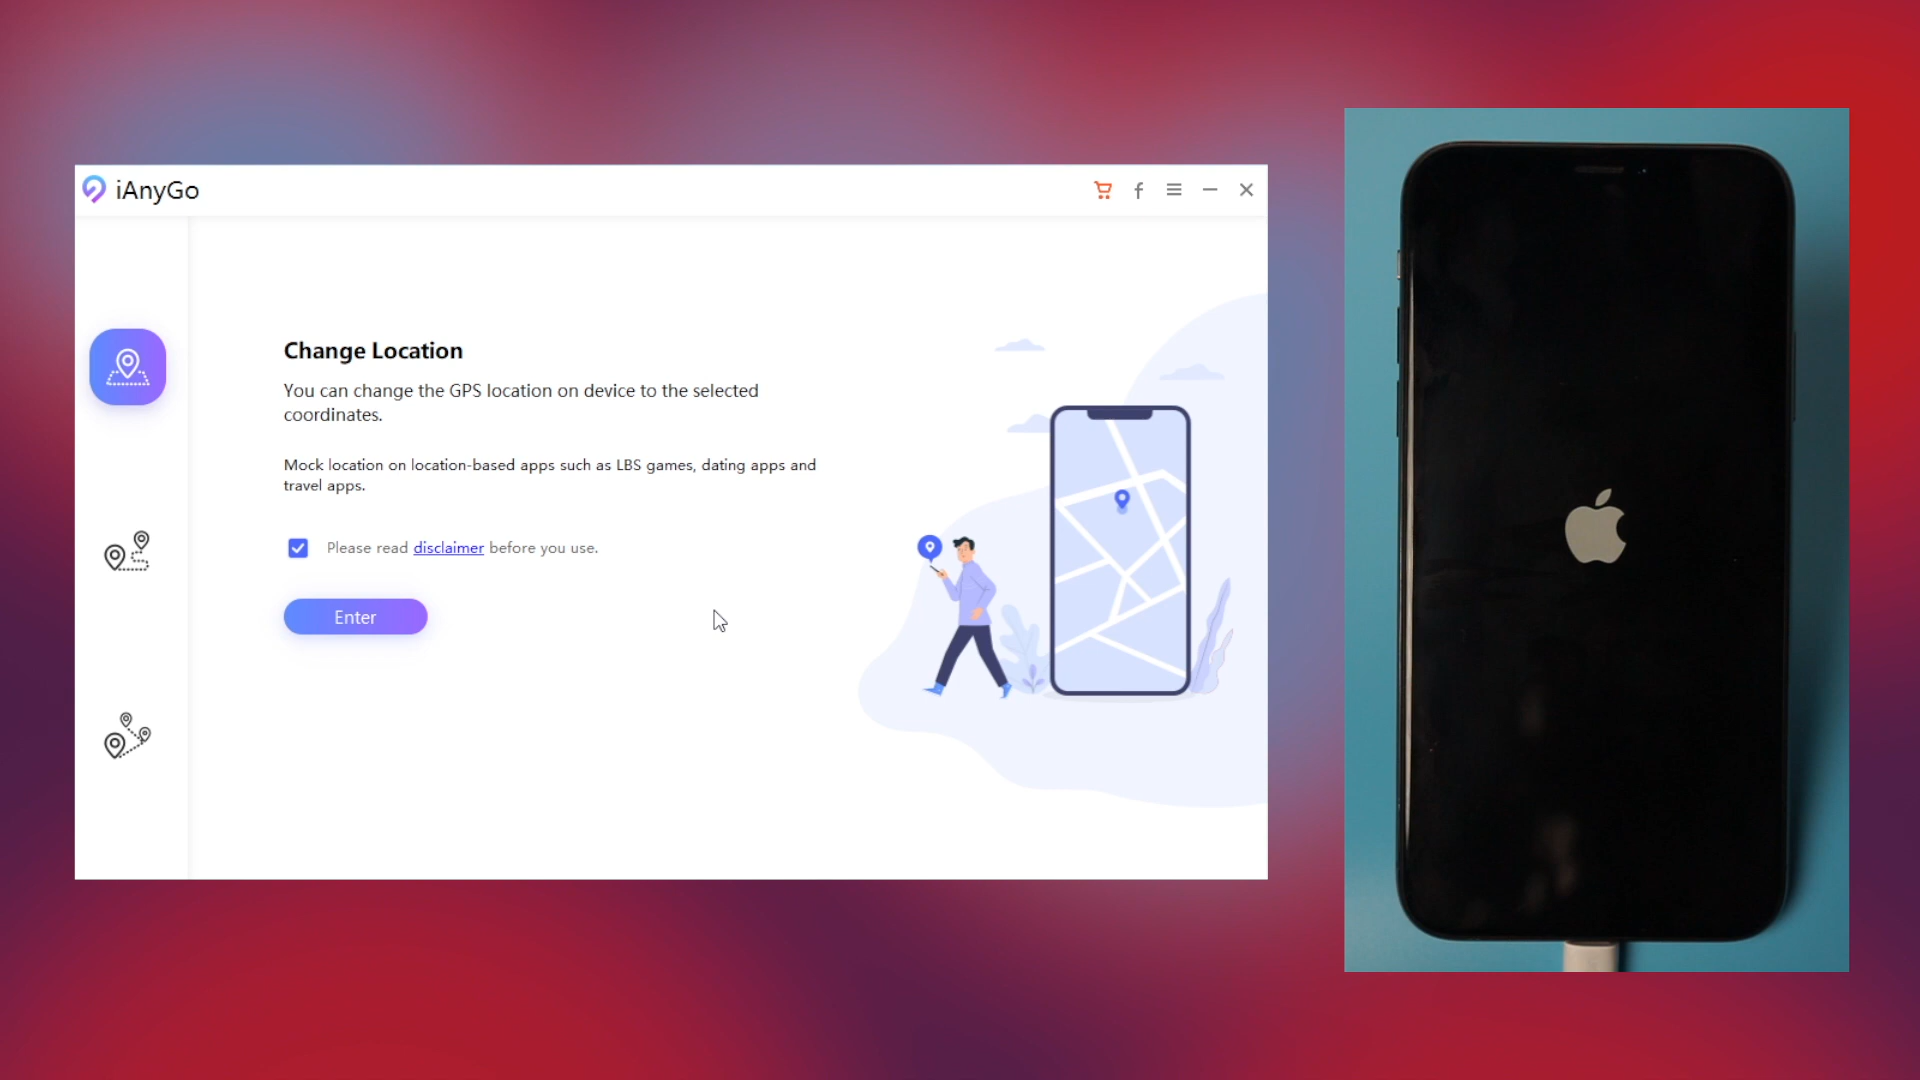 iAnyGo
Change Location
You can change the GPS location on device to the selected
coordinates.
Mock location on location-based apps such as LBS games, dating apps and
travel apps.
Please read disclaimer before you use.
Enter